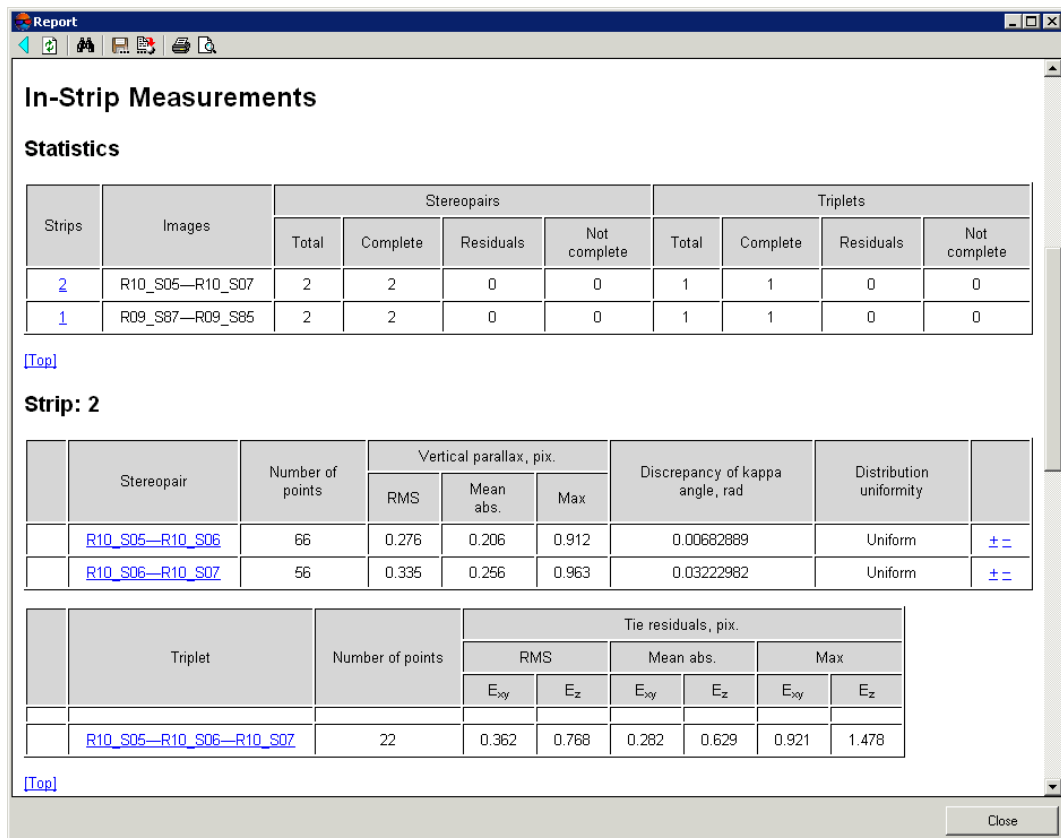 Report
In-Strip Measurements
Statistics
Strips Images Stereopairs Triplets
Total Complete Residuals Not complete Total Complete Residuals Not complete
2 R10_S05—R10_S07 2 2 0 0 1 1 0 0
1 R09_S87—R09_S85 2 2 0 0 1 1 0 0
[Top]
Strip: 2
Stereopair Number of points Vertical parallax, pix. Discrepancy of kappa angle, rad Distribution uniformity
RMS Mean abs. Max
R10_S05—R10_S06 66 0.276 0.206 0.912 0.00682889 Uniform + −
R10_S06—R10_S07 56 0.335 0.256 0.963 0.03222982 Uniform + −
Triplet Number of points Tie residuals, pix.
RMS Mean abs. Max
Exy Ez Exy Ez Exy Ez
R10_S05—R10_S06—R10_S07 22 0.362 0.768 0.282 0.629 0.921 1.478
[Top]
Close